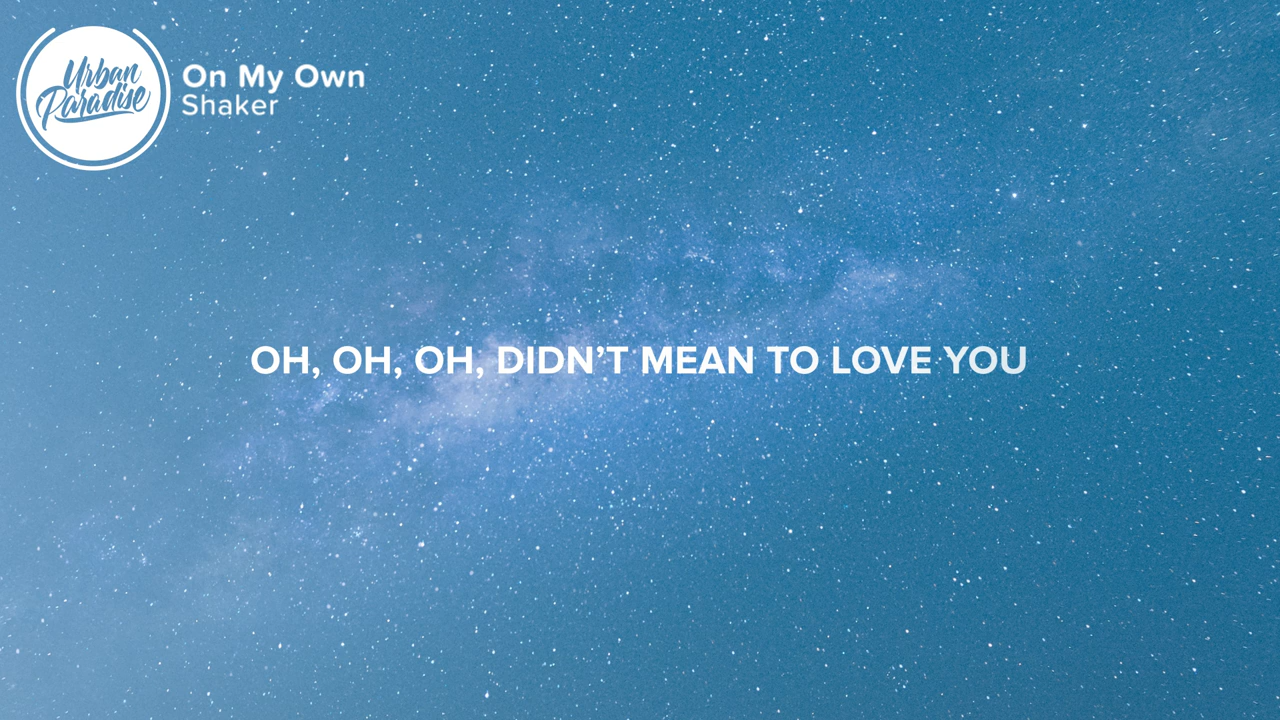 Urban
Paradise
On My Own
Shaker
OH, OH, OH, DIDN’T MEAN TO LOVE YOU